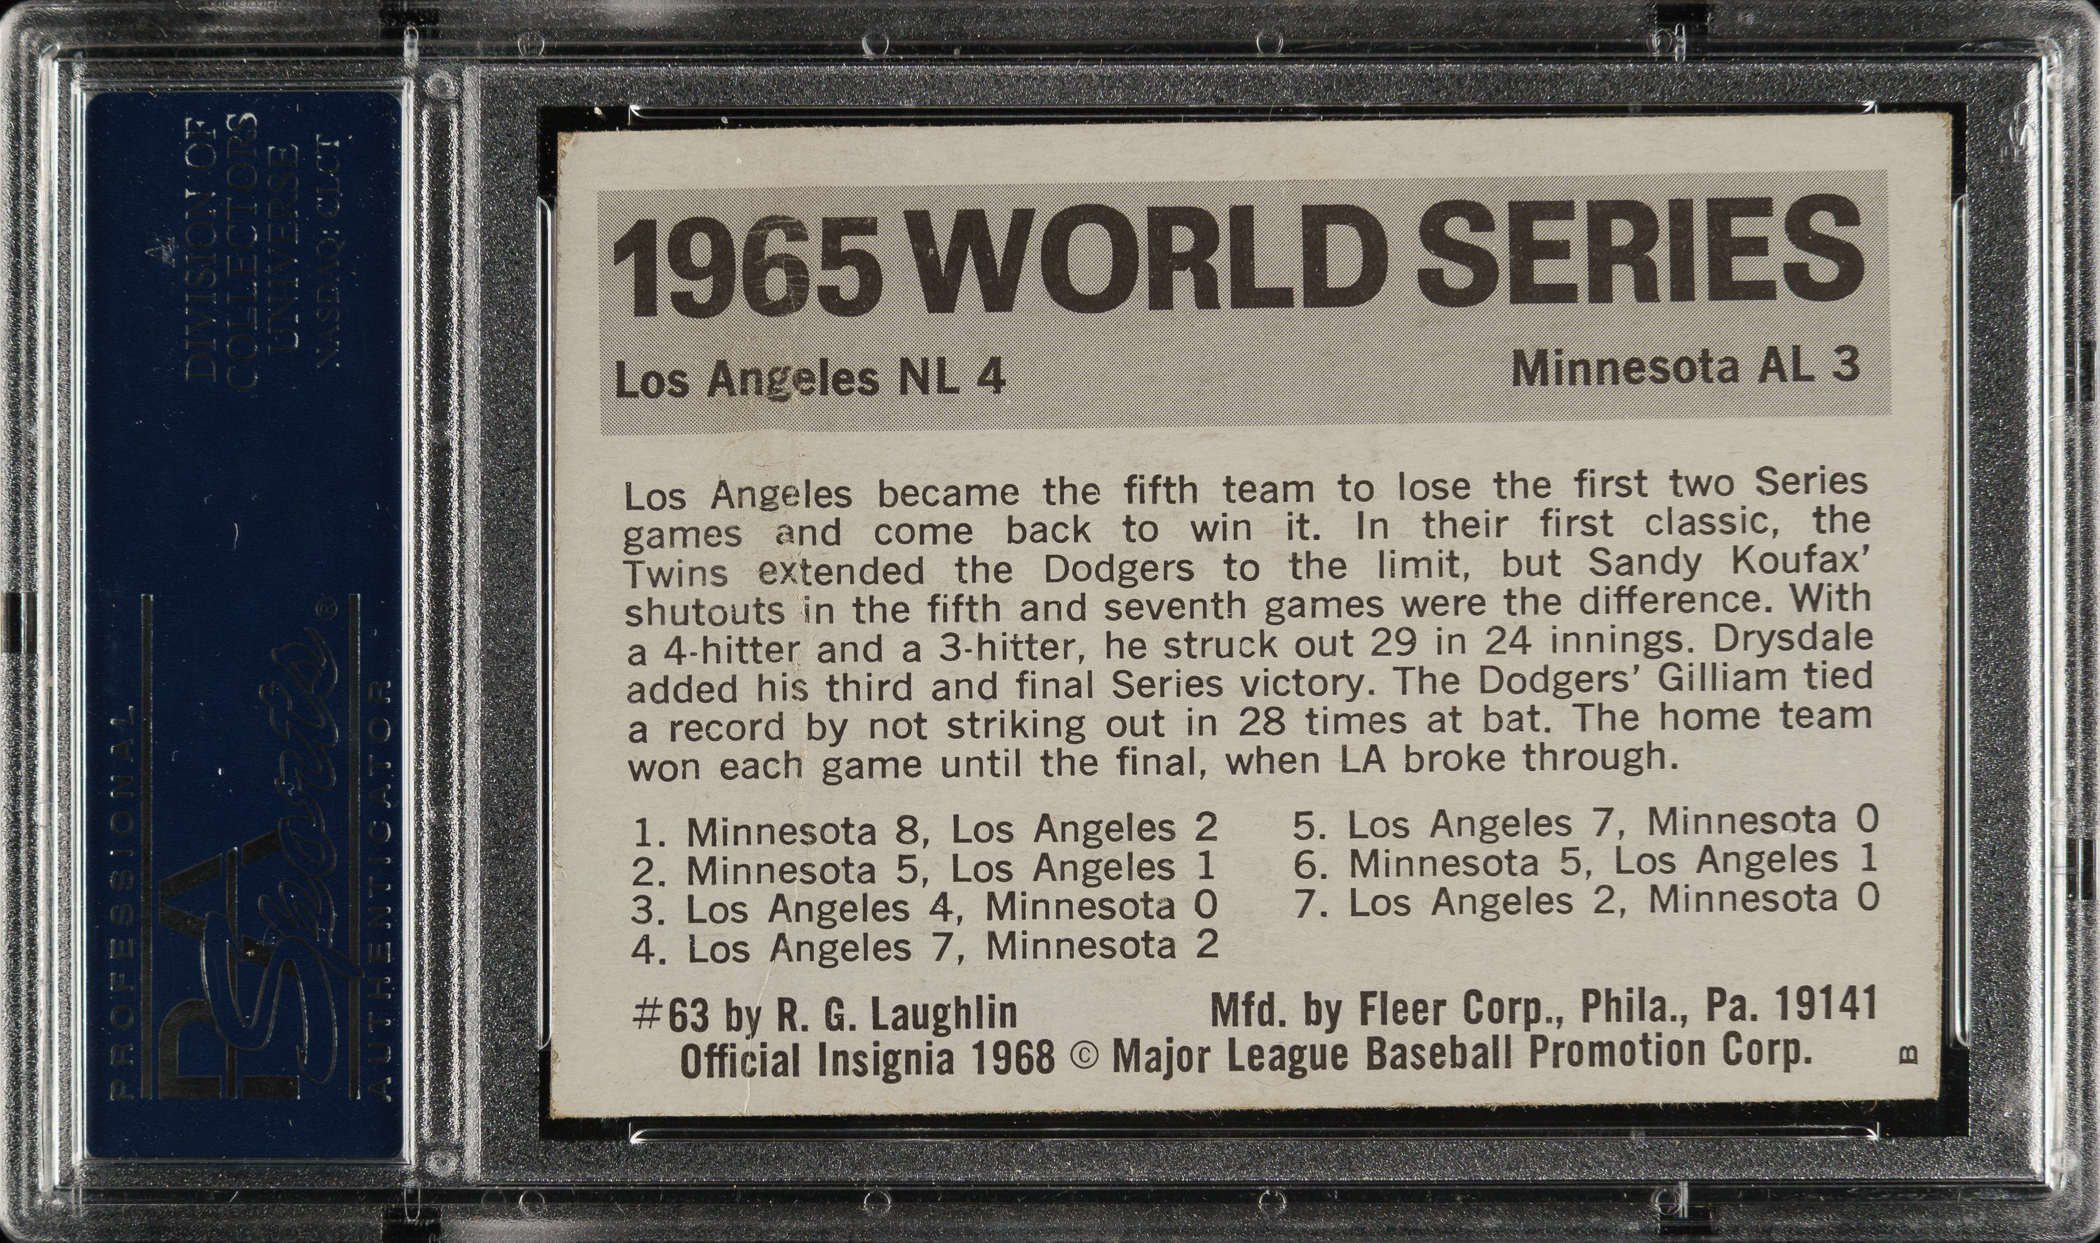 DIVISION OF
COLLECTORS
UNIVERSE
NASDAQ: CLCT
PROFESSIONAL
PSA
Sports®
AUTHENTICATOR
1965 WORLD SERIES
Los Angeles NL 4 Minnesota AL 3
Los Angeles became the fifth team to lose the first two Series
games and come back to win it. In their first classic, the
Twins extended the Dodgers to the limit, but Sandy Koufax’
shutouts in the fifth and seventh games were the difference. With
a 4-hitter and a 3-hitter, he struck out 29 in 24 innings. Drysdale
added his third and final Series victory. The Dodgers’ Gilliam tied
a record by not striking out in 28 times at bat. The home team
won each game until the final, when LA broke through.
1. Minnesota 8, Los Angeles 2
2. Minnesota 5, Los Angeles 1
3. Los Angeles 4, Minnesota 0
4. Los Angeles 7, Minnesota 2
5. Los Angeles 7, Minnesota 0
6. Minnesota 5, Los Angeles 1
7. Los Angeles 2, Minnesota 0
#63 by R. G. Laughlin Mfd. by Fleer Corp., Phila., Pa. 19141
Official Insignia 1968 © Major League Baseball Promotion Corp.
B